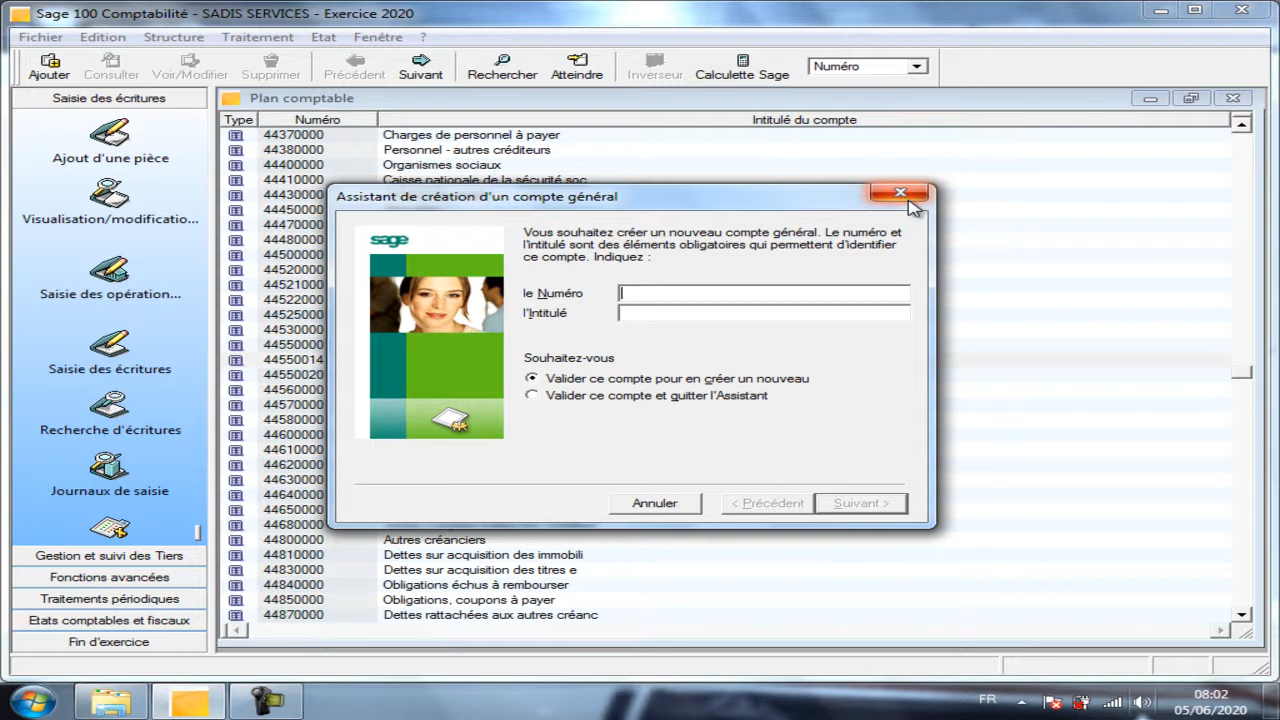 Sage 100 Comptabilité - SADIS SERVICES - Exercice 2020
Fichier Edition Structure Traitement Etat Fenêtre ?
Ajouter Consulter Voir/Modifier Supprimer Précédent Suivant Rechercher Atteindre Inverseur Calculette Sage Numéro
Saisie des écritures
Ajout d'une pièce
Visualisation/modificatio...
Saisie des opération...
Saisie des écritures
Recherche d'écritures
Journaux de saisie
Gestion et suivi des Tiers
Fonctions avancées
Traitements périodiques
Etats comptables et fiscaux
Fin d'exercice
Plan comptable
Type Numéro Intitulé du compte
44370000 Charges de personnel à payer
44380000 Personnel - autres créditeurs
44400000 Organismes sociaux
44410000 Caisse nationale de la sécurité soc
44430000
44450000
44470000
44480000
44500000
44520000
44521000
44522000
44525000
44530000
44550000
44550014
44550020
44560000
44570000
44580000
44600000
44610000
44620000
44630000
44640000
44650000
44680000
44800000 Autres créanciers
44810000 Dettes sur acquisition des immobili
44830000 Dettes sur acquisition des titres e
44840000 Obligations échus à rembourser
44850000 Obligations, coupons à payer
44870000 Dettes rattachées aux autres créanc
Assistant de création d'un compte général
sage
Vous souhaitez créer un nouveau compte général. Le numéro et
l'intitulé sont des éléments obligatoires qui permettent d'identifier
ce compte. Indiquez :
le Numéro
l'Intitulé
Souhaitez-vous
Valider ce compte pour en créer un nouveau
Valider ce compte et quitter l'Assistant
Annuler < Précédent Suivant >
FR
08:02
05/06/2020